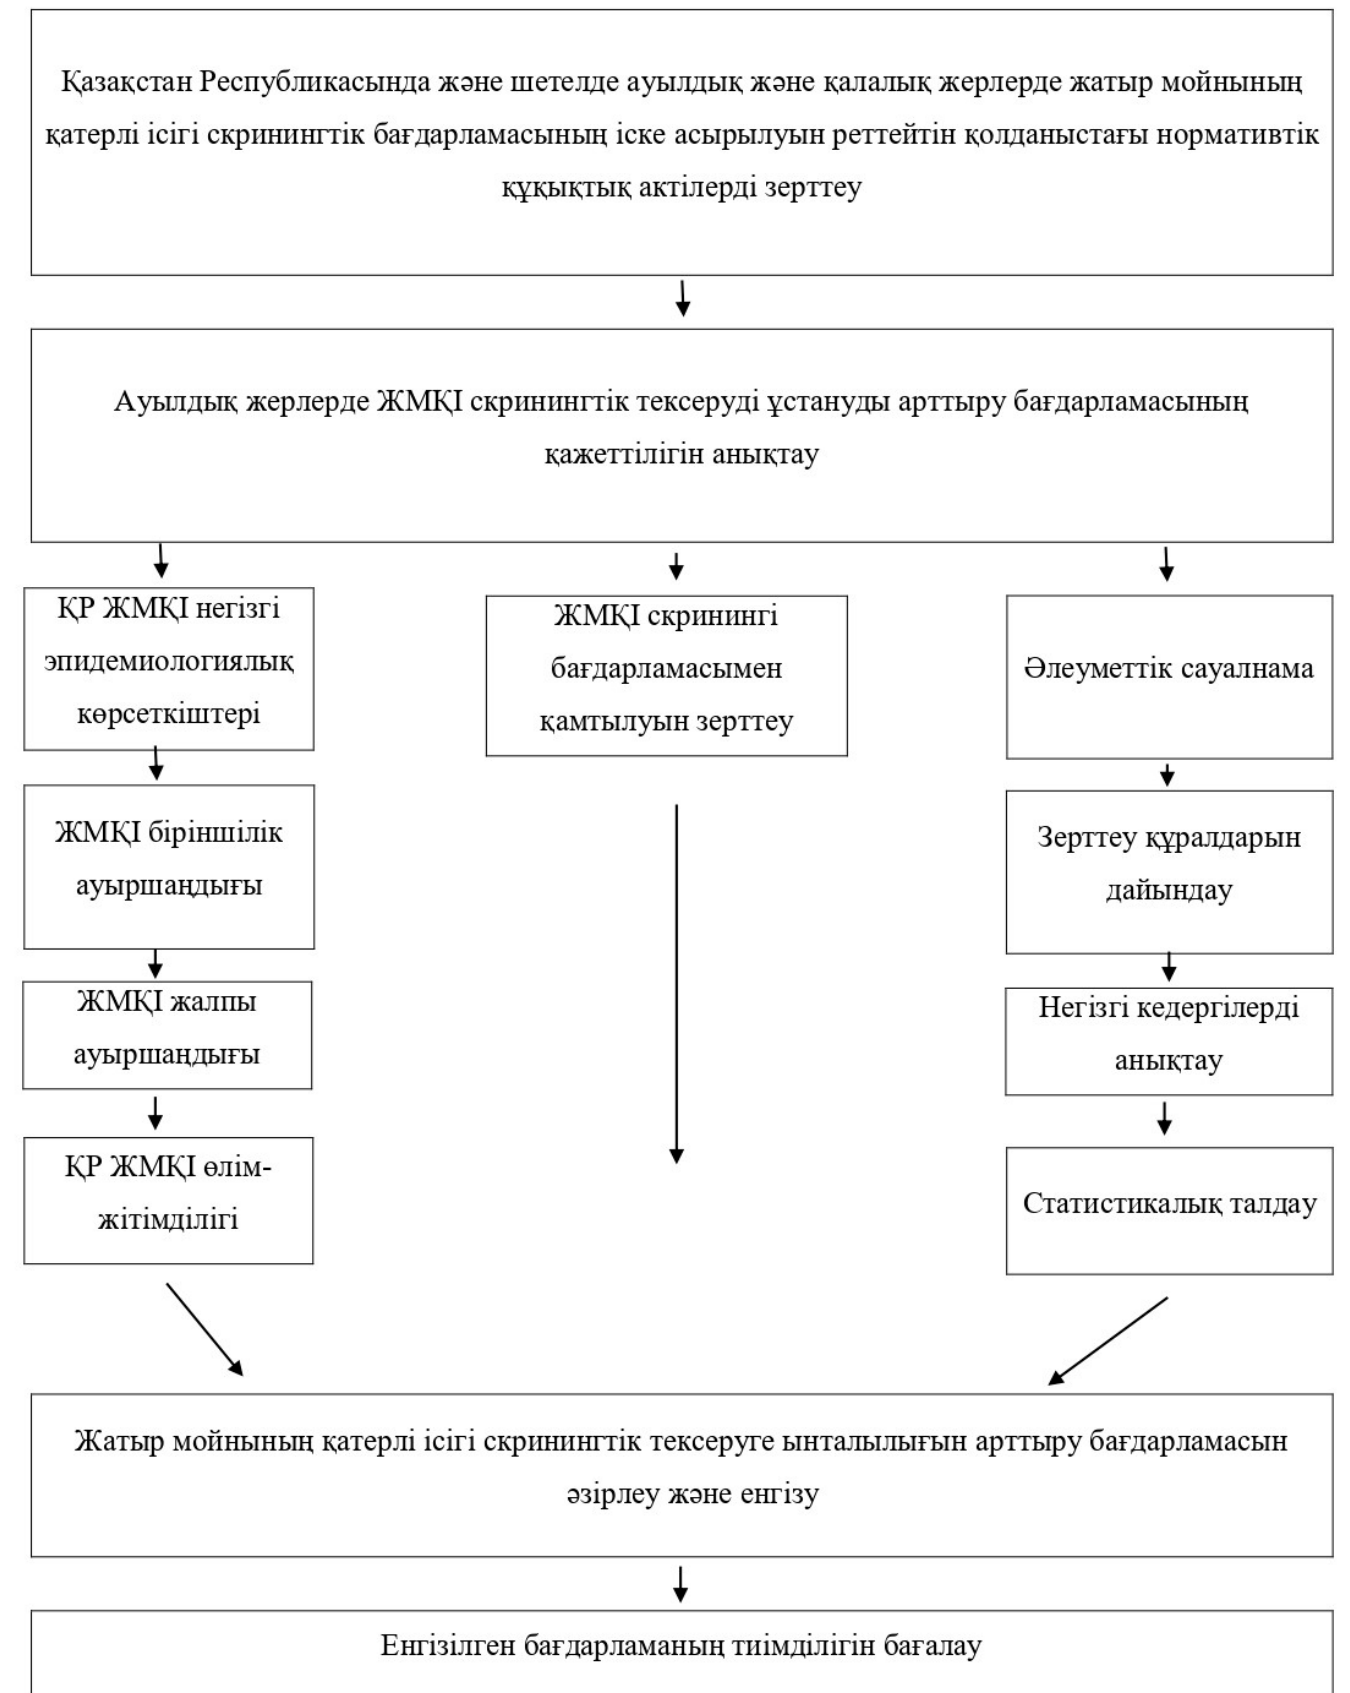 Қазақстан Республикасында және шетелде ауылдық және қалалық жерлерде жатыр мойнының
қатерлі ісігі скринингтік бағдарламасының іске асырылуын реттейтін қолданыстағы нормативтік
құқықтық актілерді зерттеу
Ауылдық жерлерде ЖМҚІ скринингтік тексеруді ұстануды арттыру бағдарламасының
қажеттілігін анықтау
ҚР ЖМҚІ негізгі
эпидемиологиялық
көрсеткіштері
ЖМҚІ біріншілік
ауыршаңдығы
ЖМҚІ жалпы
ауыршаңдығы
ҚР ЖМҚІ өлім-
жітімділігі
ЖМҚІ скринингі
бағдарламасымен
қамтылуын зерттеу
Әлеуметтік сауалнама
Зерттеу құралдарын
дайындау
Негізгі кедергілерді
анықтау
Статистикалық талдау
Жатыр мойнының қатерлі ісігі скринингтік тексеруге ынталылығын арттыру бағдарламасын
әзірлеу және енгізу
Енгізілген бағдарламаның тиімділігін бағалау